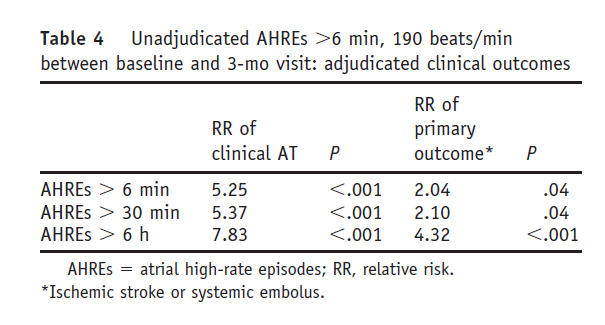 Table 4 Unadjudicated AHREs >6 min, 190 beats/min
between baseline and 3-mo visit: adjudicated clinical outcomes
RR of
RR of primary
clinical AT P outcome* P
AHREs > 6 min 5.25 <.001 2.04 .04
AHREs > 30 min 5.37 <.001 2.10 .04
AHREs > 6 h 7.83 <.001 4.32 <.001
AHREs = atrial high-rate episodes; RR, relative risk.
*Ischemic stroke or systemic embolus.